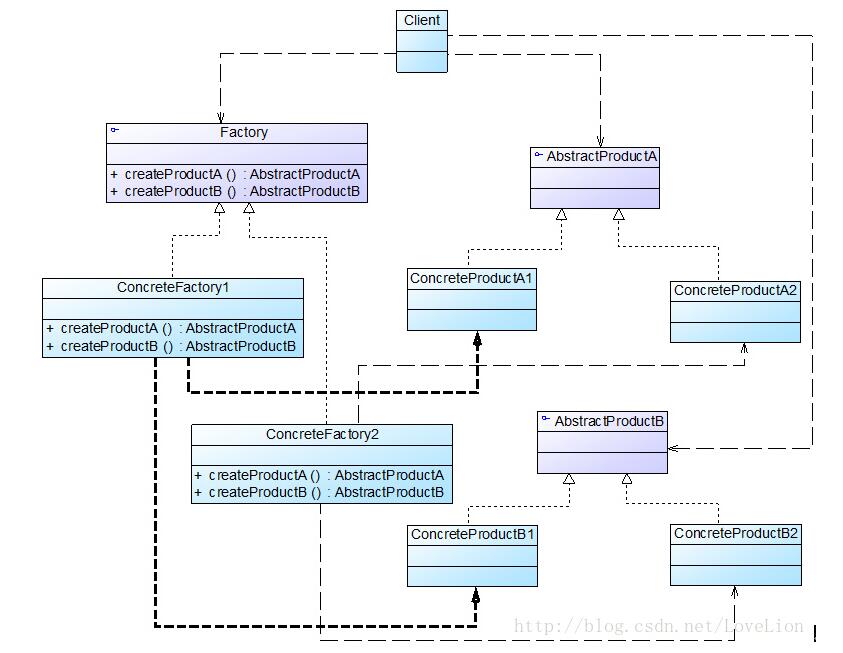 Client
Factory
+ createProductA () : AbstractProductA
+ createProductB () : AbstractProductB
AbstractProductA
ConcreteFactory1
+ createProductA () : AbstractProductA
+ createProductB () : AbstractProductB
ConcreteProductA1
ConcreteProductA2
ConcreteFactory2
+ createProductA () : AbstractProductA
+ createProductB () : AbstractProductB
AbstractProductB
ConcreteProductB1
ConcreteProductB2
http://blog.csdn.net/LoveLion